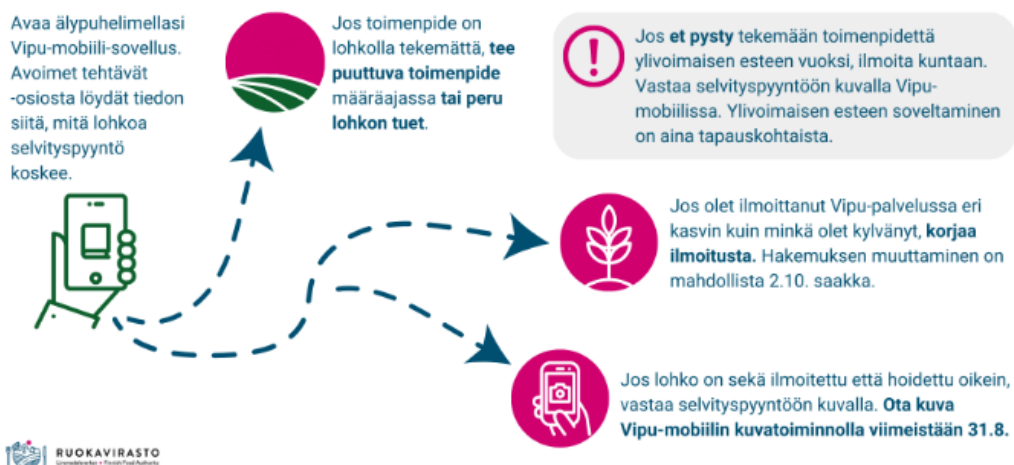 Avaa älypuhelimellasi
Vipu-mobiili-sovellus.
Avoimet tehtävät
-osiosta löydät tiedon
siitä, mitä lohkoa
selvityspyyntö
koskee.
Jos toimenpide on
lohkolla tekemättä, tee
puuttuva toimenpide
määräajassa tai peru
lohkon tuet.
Jos et pysty tekemään toimenpidettä
ylivoimaisen esteen vuoksi, ilmoita kuntaan.
Vastaa selvityspyyntöön kuvalla Vipu-
mobiilissa. Ylivoimaisen esteen soveltaminen
on aina tapauskohtaista.
Jos olet ilmoittanut Vipu-palvelussa eri
kasvin kuin minkä olet kylvänyt, korjaa
ilmoitusta. Hakemuksen muuttaminen on
mahdollista 2.10. saakka.
Jos lohko on sekä ilmoitettu että hoidettu oikein,
vastaa selvityspyyntöön kuvalla. Ota kuva
Vipu-mobiilin kuvatoiminnolla viimeistään 31.8.
RUOKAVIRASTO
Livsmedelsverket • Finnish Food Authority